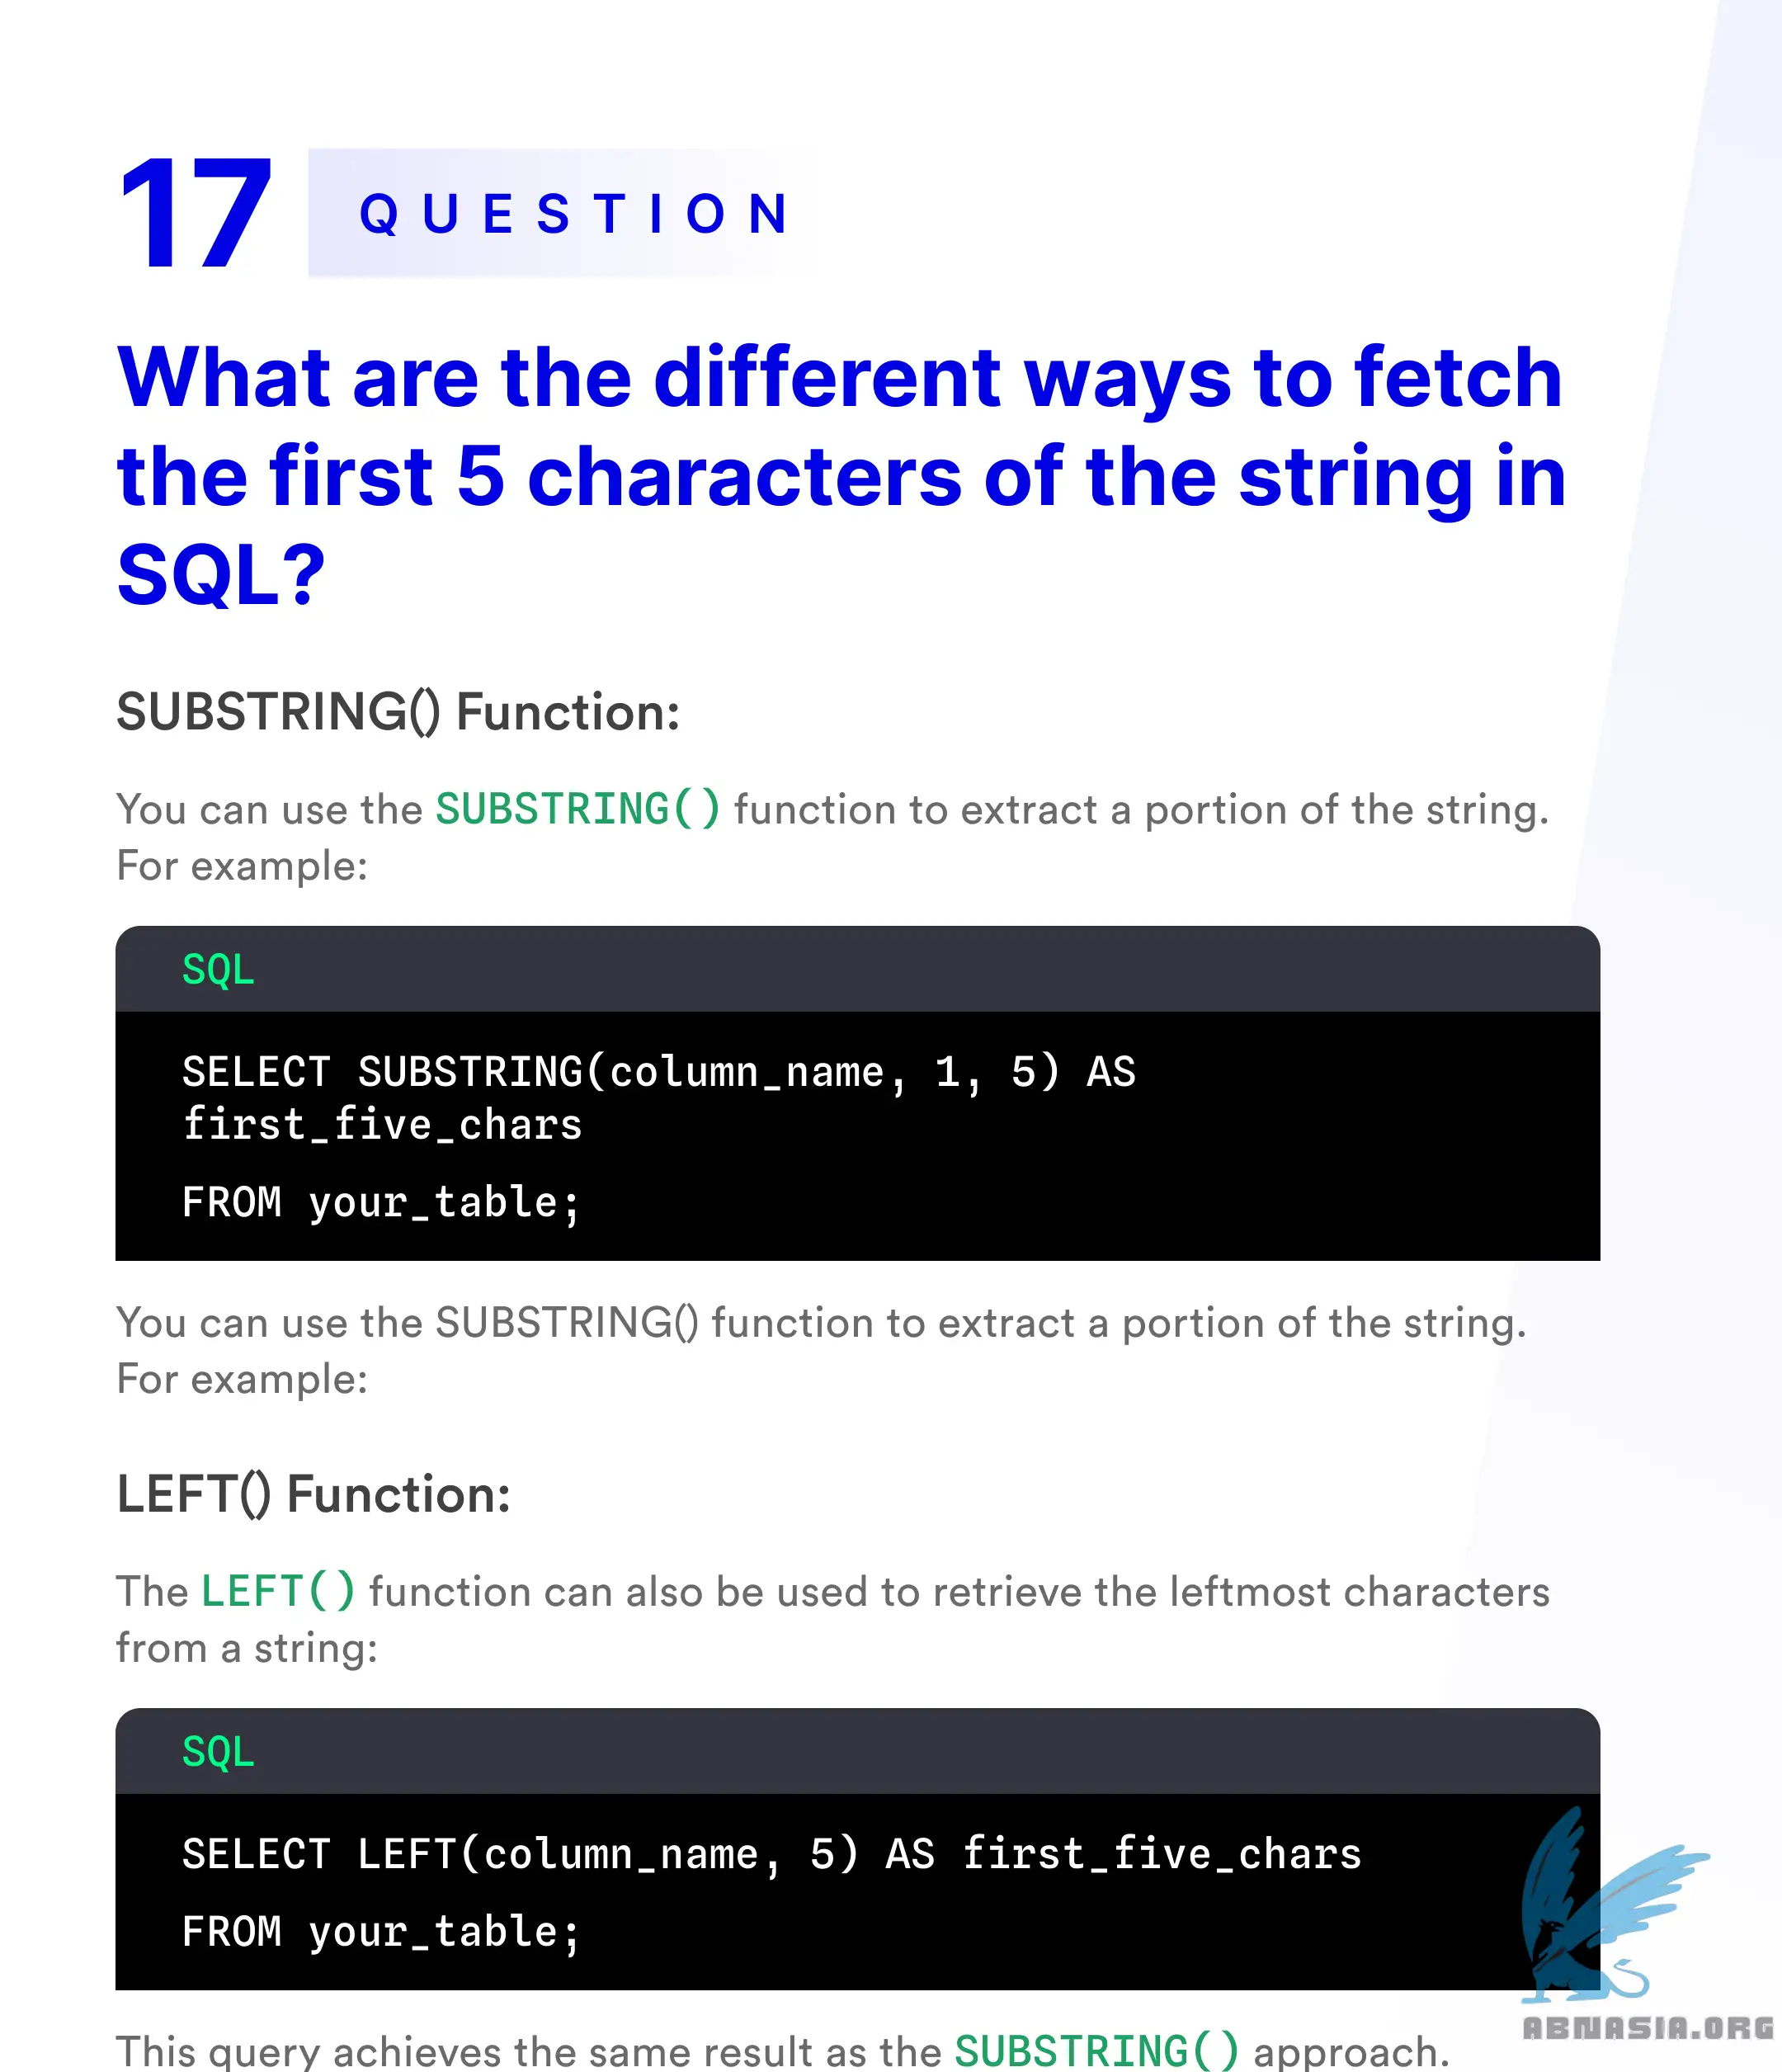 17 QUESTION
What are the different ways to fetch
the first 5 characters of the string in
SQL?
SUBSTRING() Function:
You can use the SUBSTRING() function to extract a portion of the string.
For example:
SQL
SELECT SUBSTRING(column_name, 1, 5) AS
first_five_chars
FROM your_table;
You can use the SUBSTRING() function to extract a portion of the string.
For example:
LEFT() Function:
The LEFT() function can also be used to retrieve the leftmost characters
from a string:
SQL
SELECT LEFT(column_name, 5) AS first_five_chars
FROM your_table;
This query achieves the same result as the SUBSTRING() approach.
ABNASIA.ORG